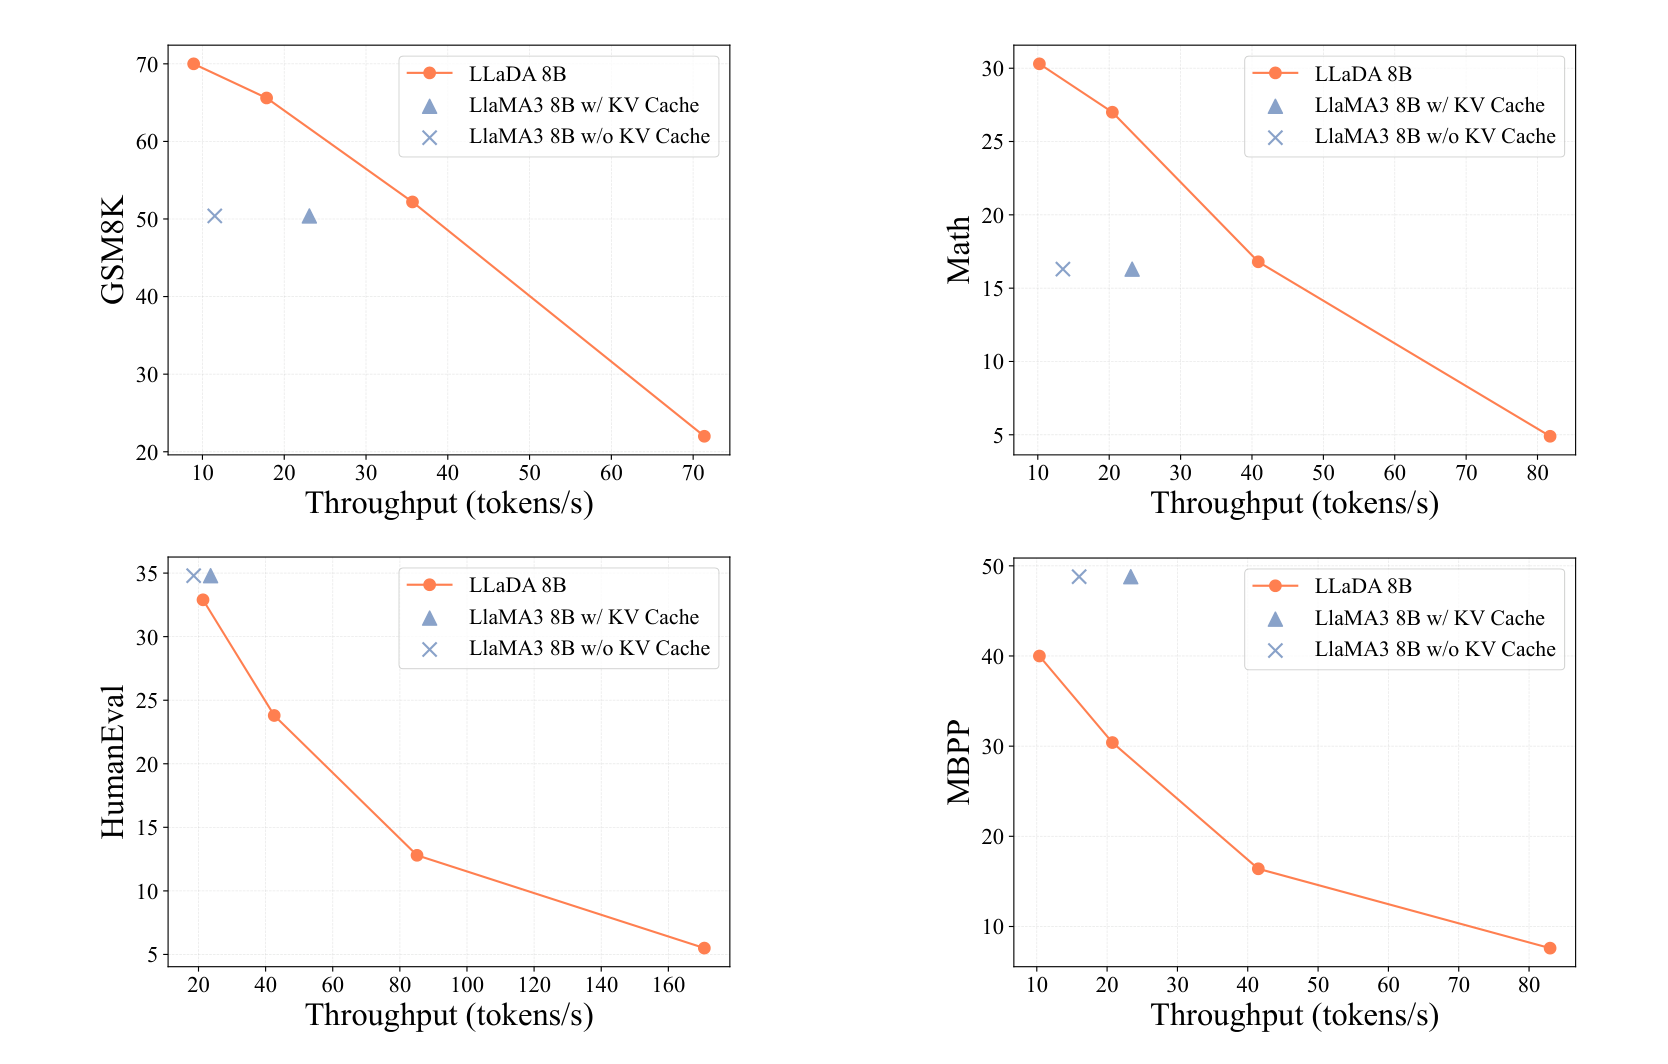 GSM8K
70
60
50
40
30
20
LLaDA 8B
LlaMA3 8B w/ KV Cache
LlaMA3 8B w/o KV Cache
10 20 30 40 50 60 70
Throughput (tokens/s)
Math
30
25
20
15
10
5
LLaDA 8B
LlaMA3 8B w/ KV Cache
LlaMA3 8B w/o KV Cache
10 20 30 40 50 60 70 80
Throughput (tokens/s)
HumanEval
35
30
25
20
15
10
5
LLaDA 8B
LlaMA3 8B w/ KV Cache
LlaMA3 8B w/o KV Cache
20 40 60 80 100 120 140 160
Throughput (tokens/s)
MBPP
50
40
30
20
10
LLaDA 8B
LlaMA3 8B w/ KV Cache
LlaMA3 8B w/o KV Cache
10 20 30 40 50 60 70 80
Throughput (tokens/s)